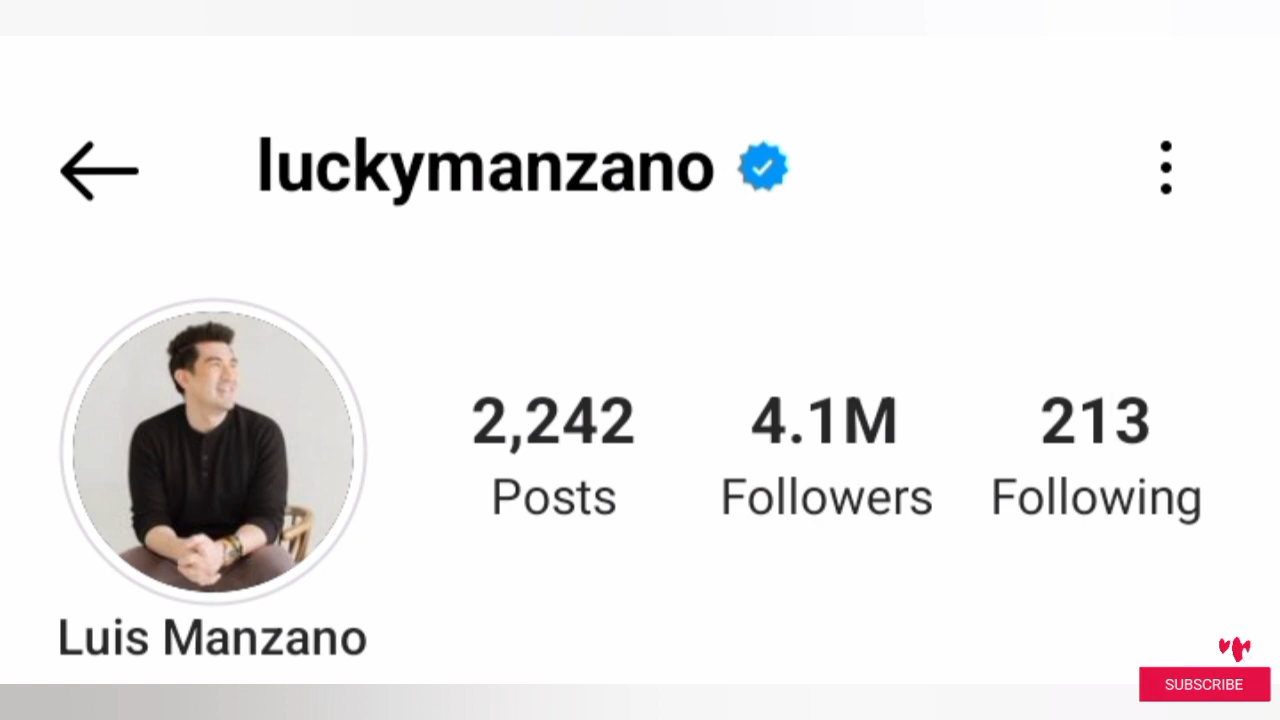 luckymanzano
2,242 4.1M 213
Posts Followers Following
Luis Manzano
SUBSCRIBE